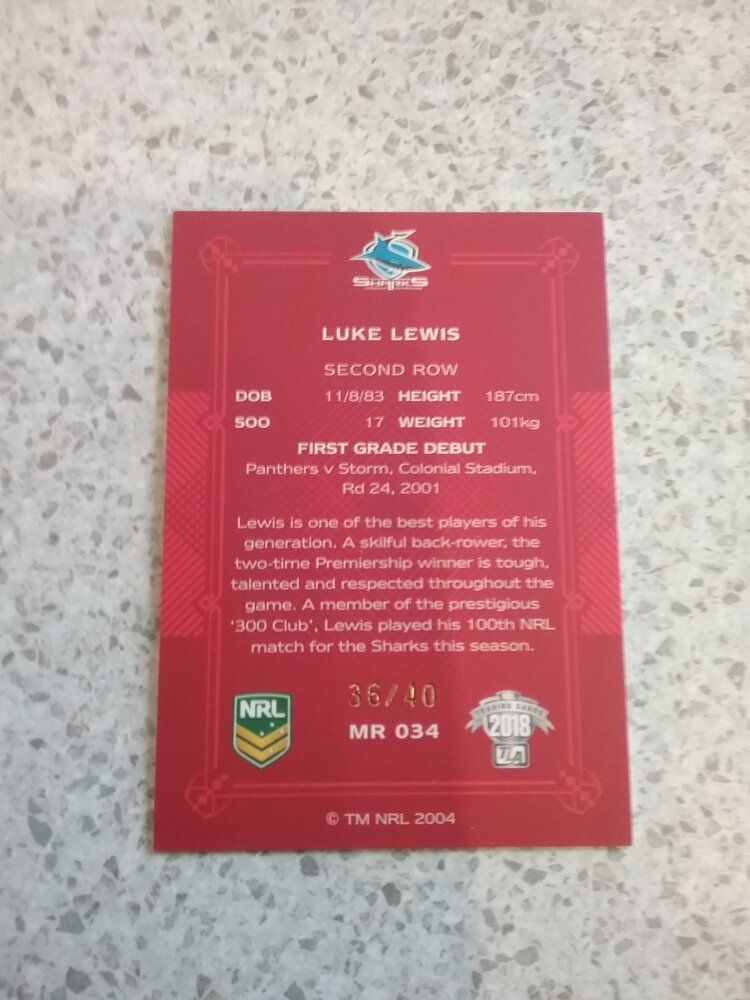 SHARKS
LUKE LEWIS
SECOND ROW
DOB 11/8/83 HEIGHT 187cm
SOO 17 WEIGHT 101kg
FIRST GRADE DEBUT
Panthers v Storm, Colonial Stadium,
Rd 24, 2001
Lewis is one of the best players of his
generation. A skilful back-rower, the
two-time Premiership winner is tough,
talented and respected throughout the
game. A member of the prestigious
‘300 Club’, Lewis played his 100th NRL
match for the Sharks this season.
36/40
NRL
MR 034
TRADING CARDS
2018
TLA
© TM NRL 2004